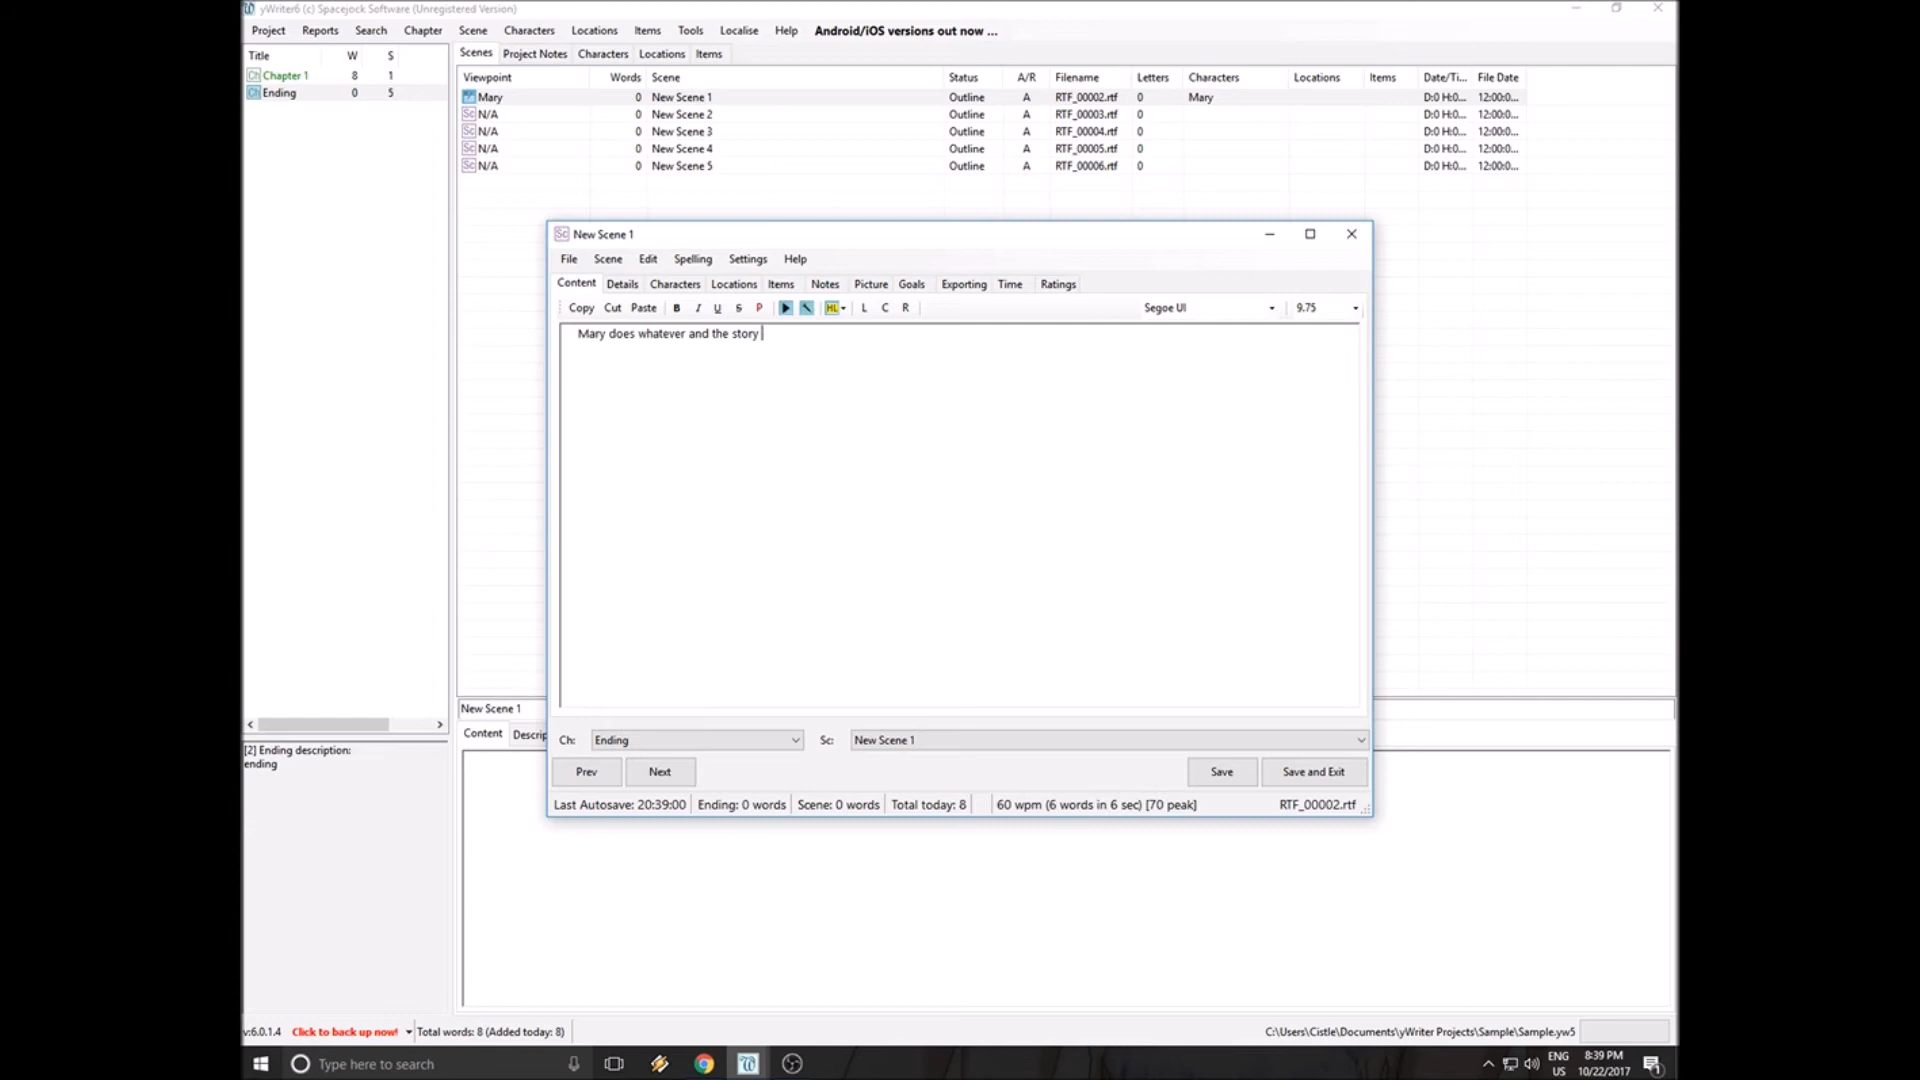 yWriter6 (c) Spacejock Software (Unregistered Version)
Project Reports Search Chapter Scene Characters Locations Items Tools Localise Help Android/iOS versions out now ...
Title W S
Ch Chapter 1 8 1
Ch Ending 0 5
Scenes Project Notes Characters Locations Items
Viewpoint Words Scene Status A/R Filename Letters Characters Locations Items Date/Ti... File Date
Mary 0 New Scene 1 Outline A RTF_00002.rtf 0 Mary D:0 H:0... 12:00:0...
Sc N/A 0 New Scene 2 Outline A RTF_00003.rtf 0 D:0 H:0... 12:00:0...
Sc N/A 0 New Scene 3 Outline A RTF_00004.rtf 0 D:0 H:0... 12:00:0...
Sc N/A 0 New Scene 4 Outline A RTF_00005.rtf 0 D:0 H:0... 12:00:0...
Sc N/A 0 New Scene 5 Outline A RTF_00006.rtf 0 D:0 H:0... 12:00:0...
Sc New Scene 1
File Scene Edit Spelling Settings Help
Content Details Characters Locations Items Notes Picture Goals Exporting Time Ratings
Copy Cut Paste B I U S P HL L C R Segoe UI 9.75
Mary does whatever and the story
Ch: Ending Sc: New Scene 1
Prev Next Save Save and Exit
Last Autosave: 20:39:00 Ending: 0 words Scene: 0 words Total today: 8 60 wpm (6 words in 6 sec) [70 peak] RTF_00002.rtf
New Scene 1
Content Descrip
[2] Ending description:
ending
v:6.0.1.4 Click to back up now! Total words: 8 (Added today: 8) C:\Users\Cistle\Documents\yWriter Projects\Sample\Sample.yw5
Type here to search
ENG
US
8:39 PM
10/22/2017
1